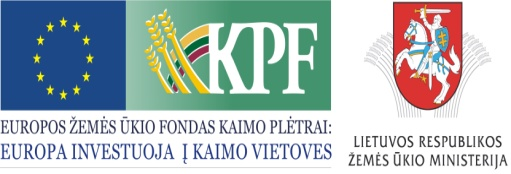 KPF
EUROPOS ŽEMĖS ŪKIO FONDAS KAIMO PLĖTRAI:
EUROPA INVESTUOJA Į KAIMO VIETOVES
LIETUVOS RESPUBLIKOS
ŽEMĖS ŪKIO MINISTERIJA